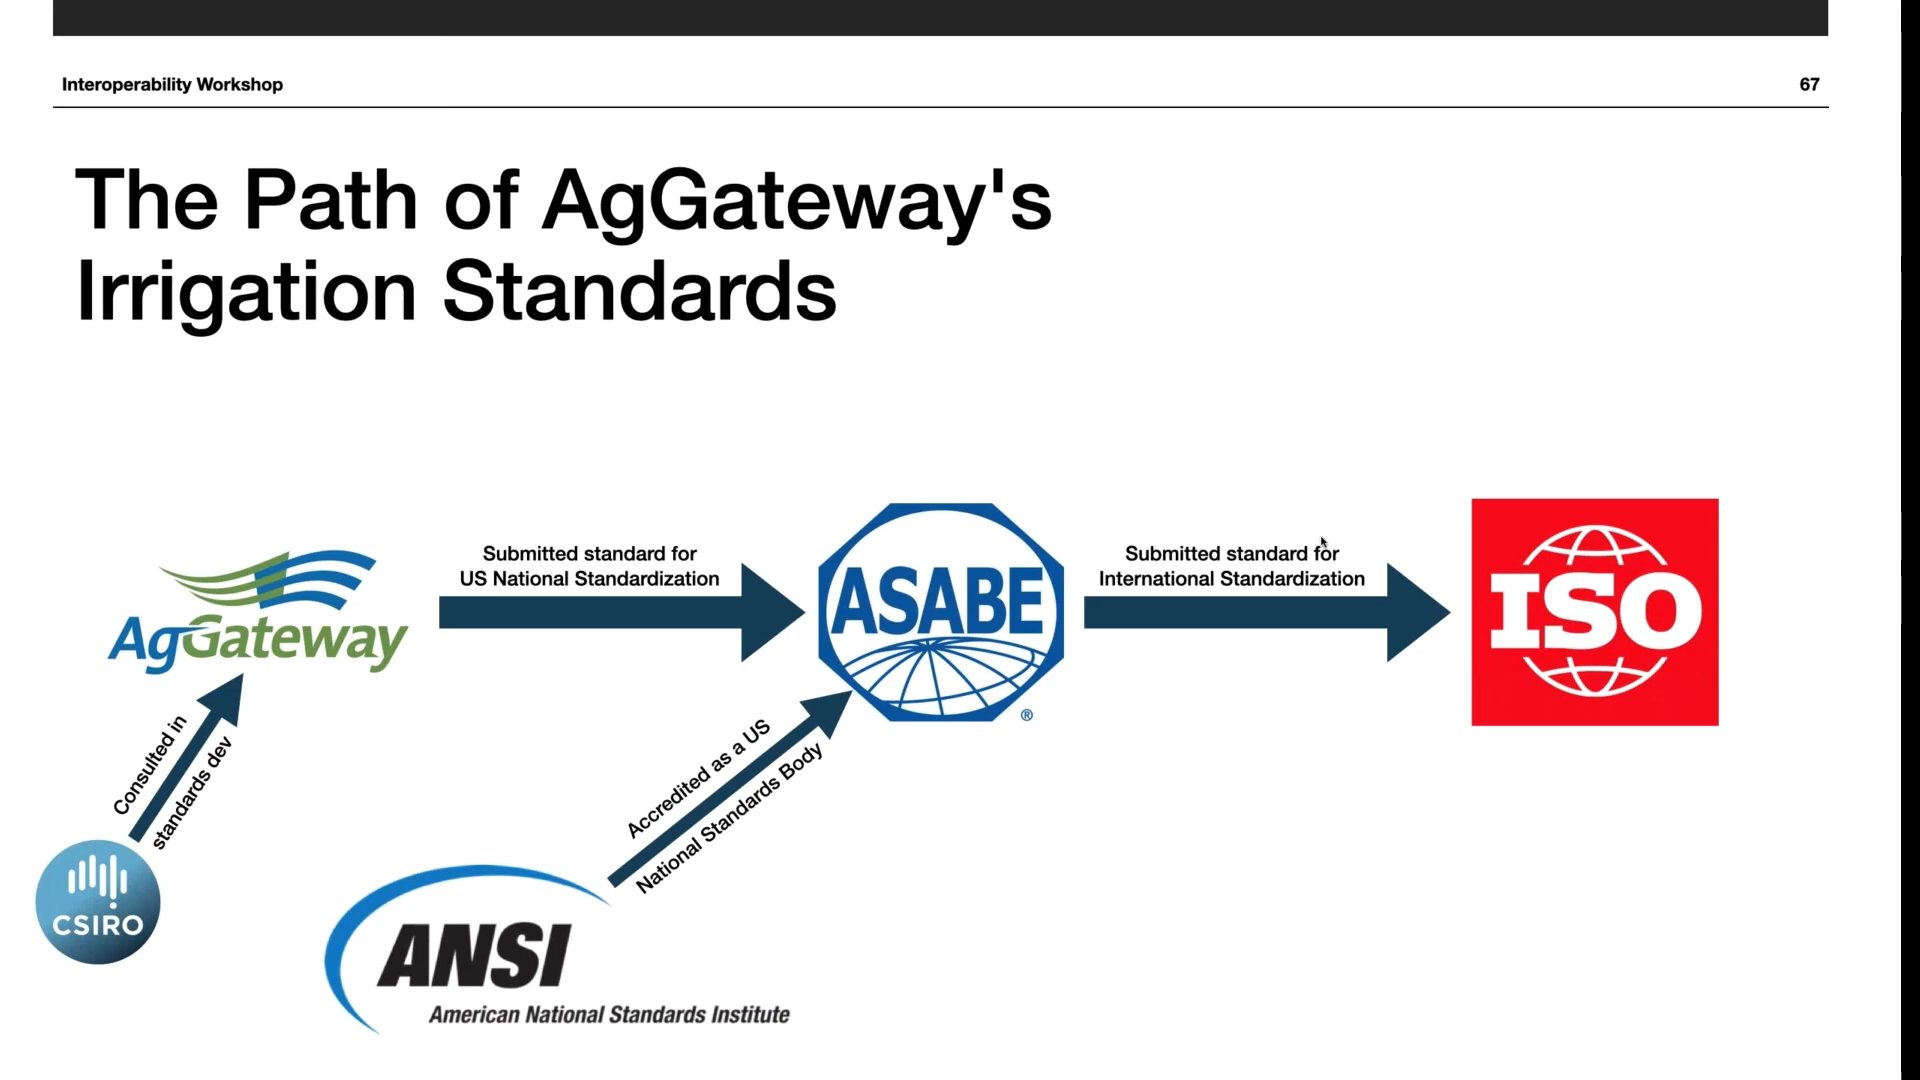 Interoperability Workshop
67
The Path of AgGateway's
Irrigation Standards
Submitted standard for
US National Standardization
Submitted standard for
International Standardization
AgGateway
ASABE
®
ISO
Consulted in
standards dev
Accredited as a US
National Standards Body
CSIRO
ANSI
American National Standards Institute